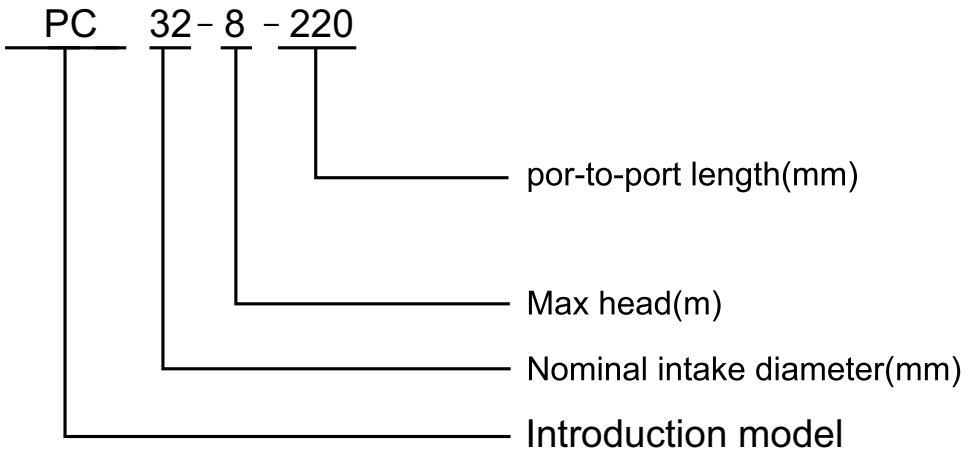 PC 32-8-220
por-to-port length(mm)
Max head(m)
Nominal intake diameter(mm)
Introduction model